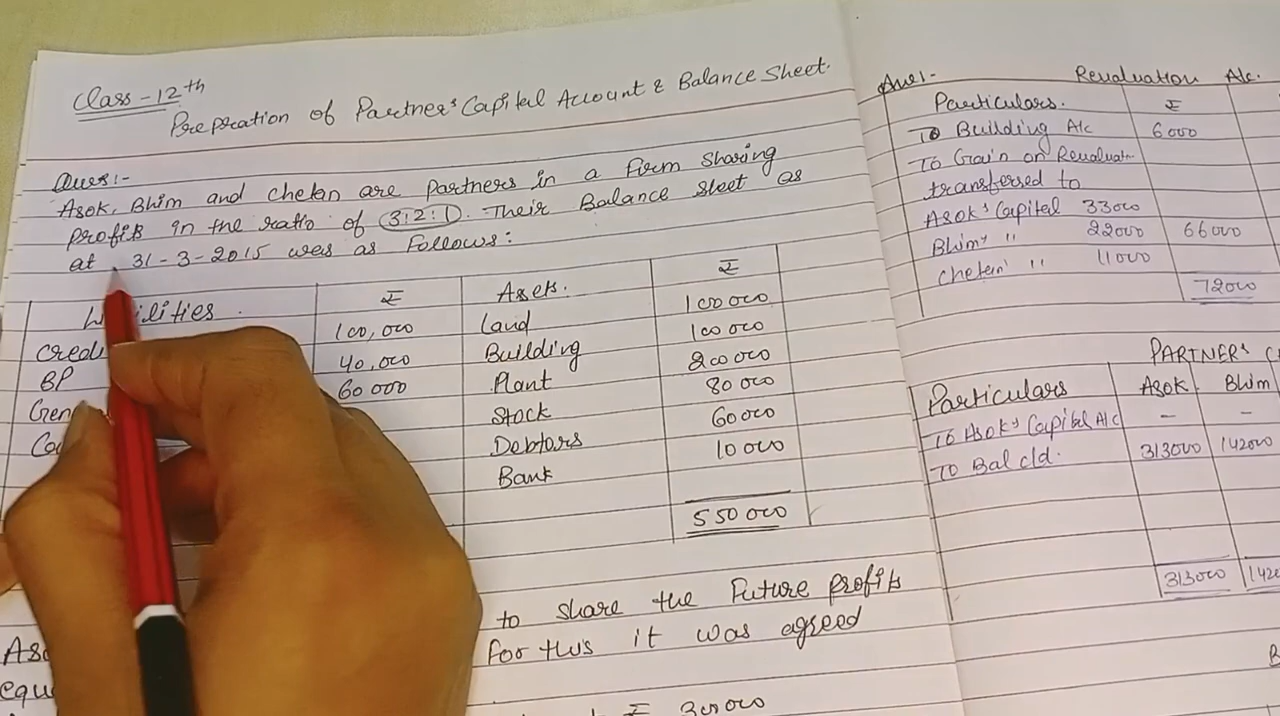 Class-12th
Prepration of Partner's Capital Account & Balance Sheet.
Ques:-
Asok, Bhim and Chetan are partners in a firm sharing
profits in the ratio of 3:2:1. Their Balance Sheet as
at 31-3-2015 was as follows:
₹ Assets. ₹
100,000 Land 100000
40,000 Building 100000
60000 Plant 200000
Stock 80000
Debtors 60000
Bank 10000
550000
to share the future profits
for this it was agreed
₹
Ans:- Revaluation A/c.
Particulars. ₹
To Building A/c 6000
To Gain on Revaluatn
transferred to
Asok's Capital 33000
Bhim's " 22000 66000
Chetan " 11000
72000
PARTNER'S
Particulars Asok Bhim
To Asok's Capital A/c - -
To Bal c/d. 313000 142000
313000